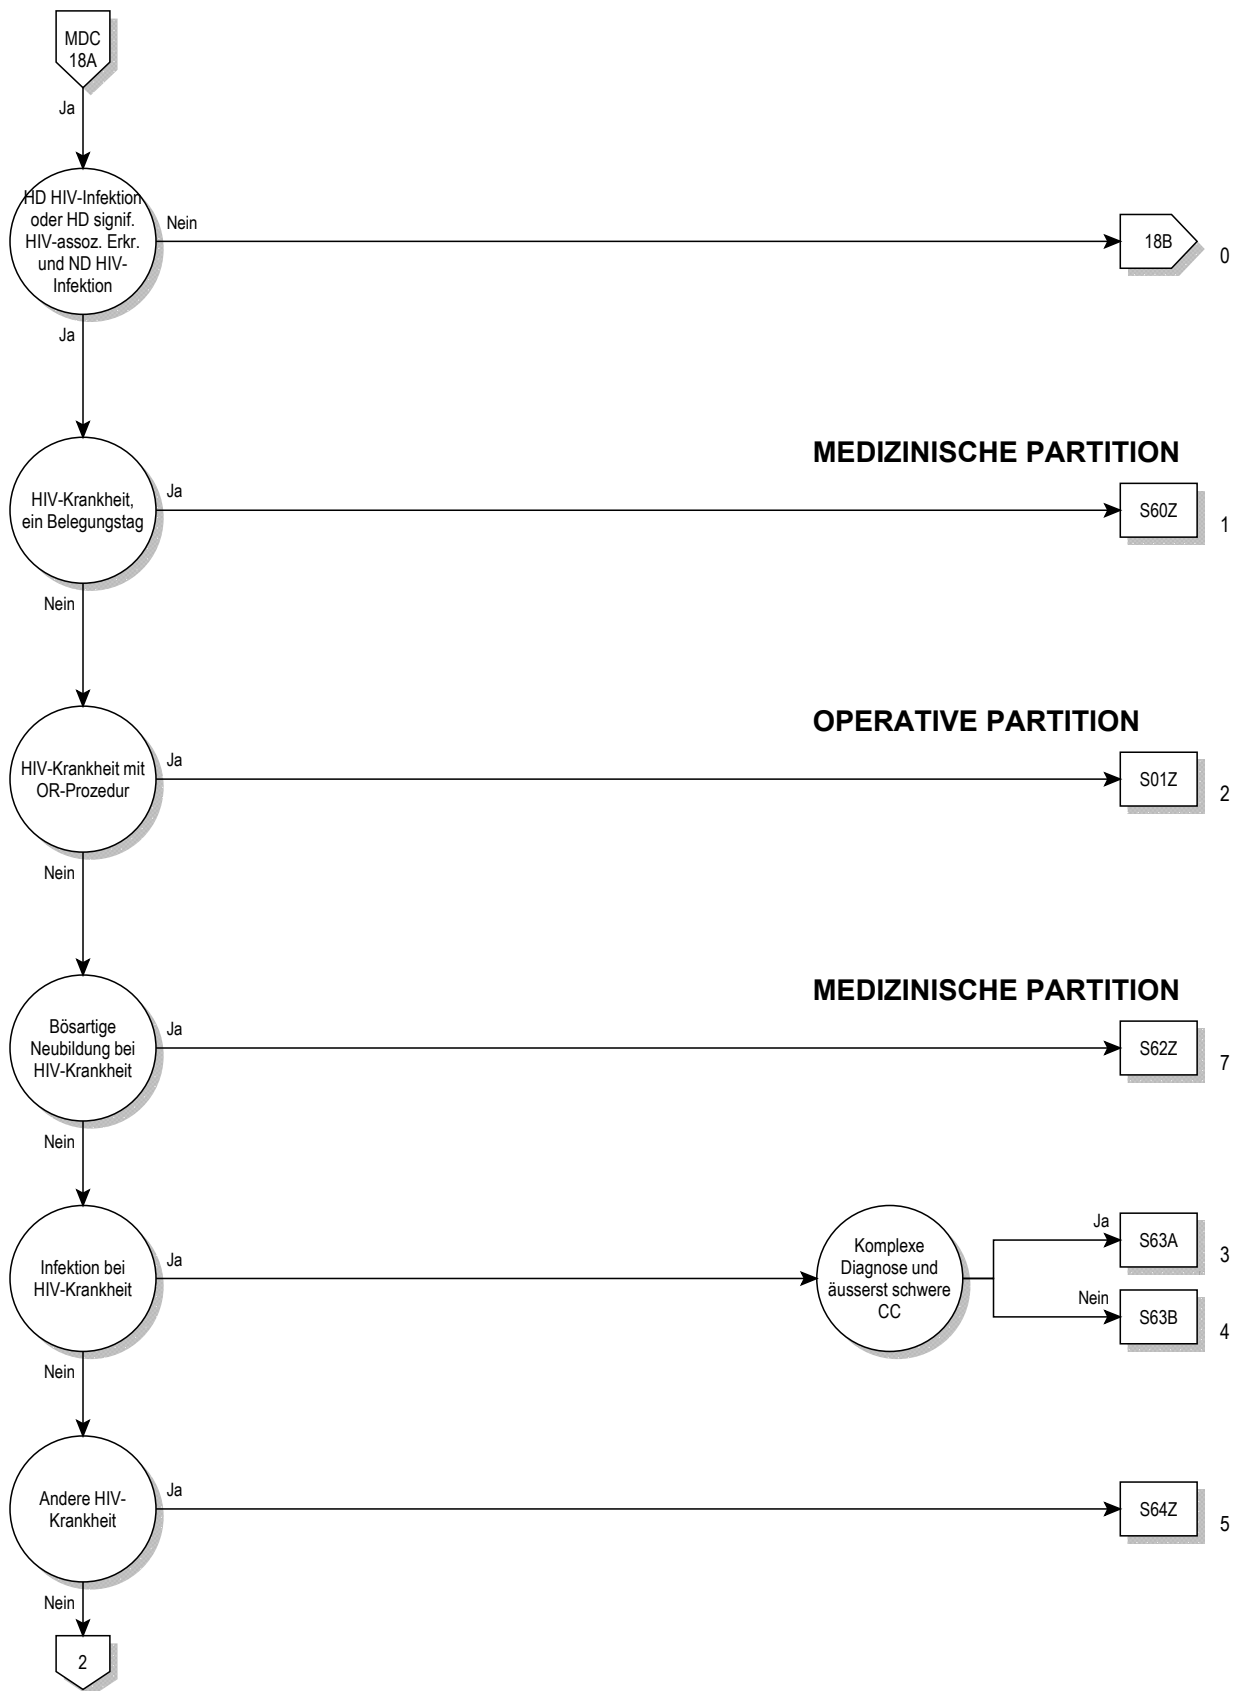 MDC
18A
Ja
HD HIV-Infektion
oder HD signif.
HIV-assoz. Erkr.
und ND HIV-
Infektion
Nein
18B
0
Ja
MEDIZINISCHE PARTITION
HIV-Krankheit,
ein Belegungstag
Ja
S60Z
1
Nein
OPERATIVE PARTITION
HIV-Krankheit mit
OR-Prozedur
Ja
S01Z
2
Nein
MEDIZINISCHE PARTITION
Bösartige
Neubildung bei
HIV-Krankheit
Ja
S62Z
7
Nein
Infektion bei
HIV-Krankheit
Ja
Komplexe
Diagnose und
äusserst schwere
CC
Ja
S63A
3
Nein
S63B
4
Nein
Andere HIV-
Krankheit
Ja
S64Z
5
Nein
2